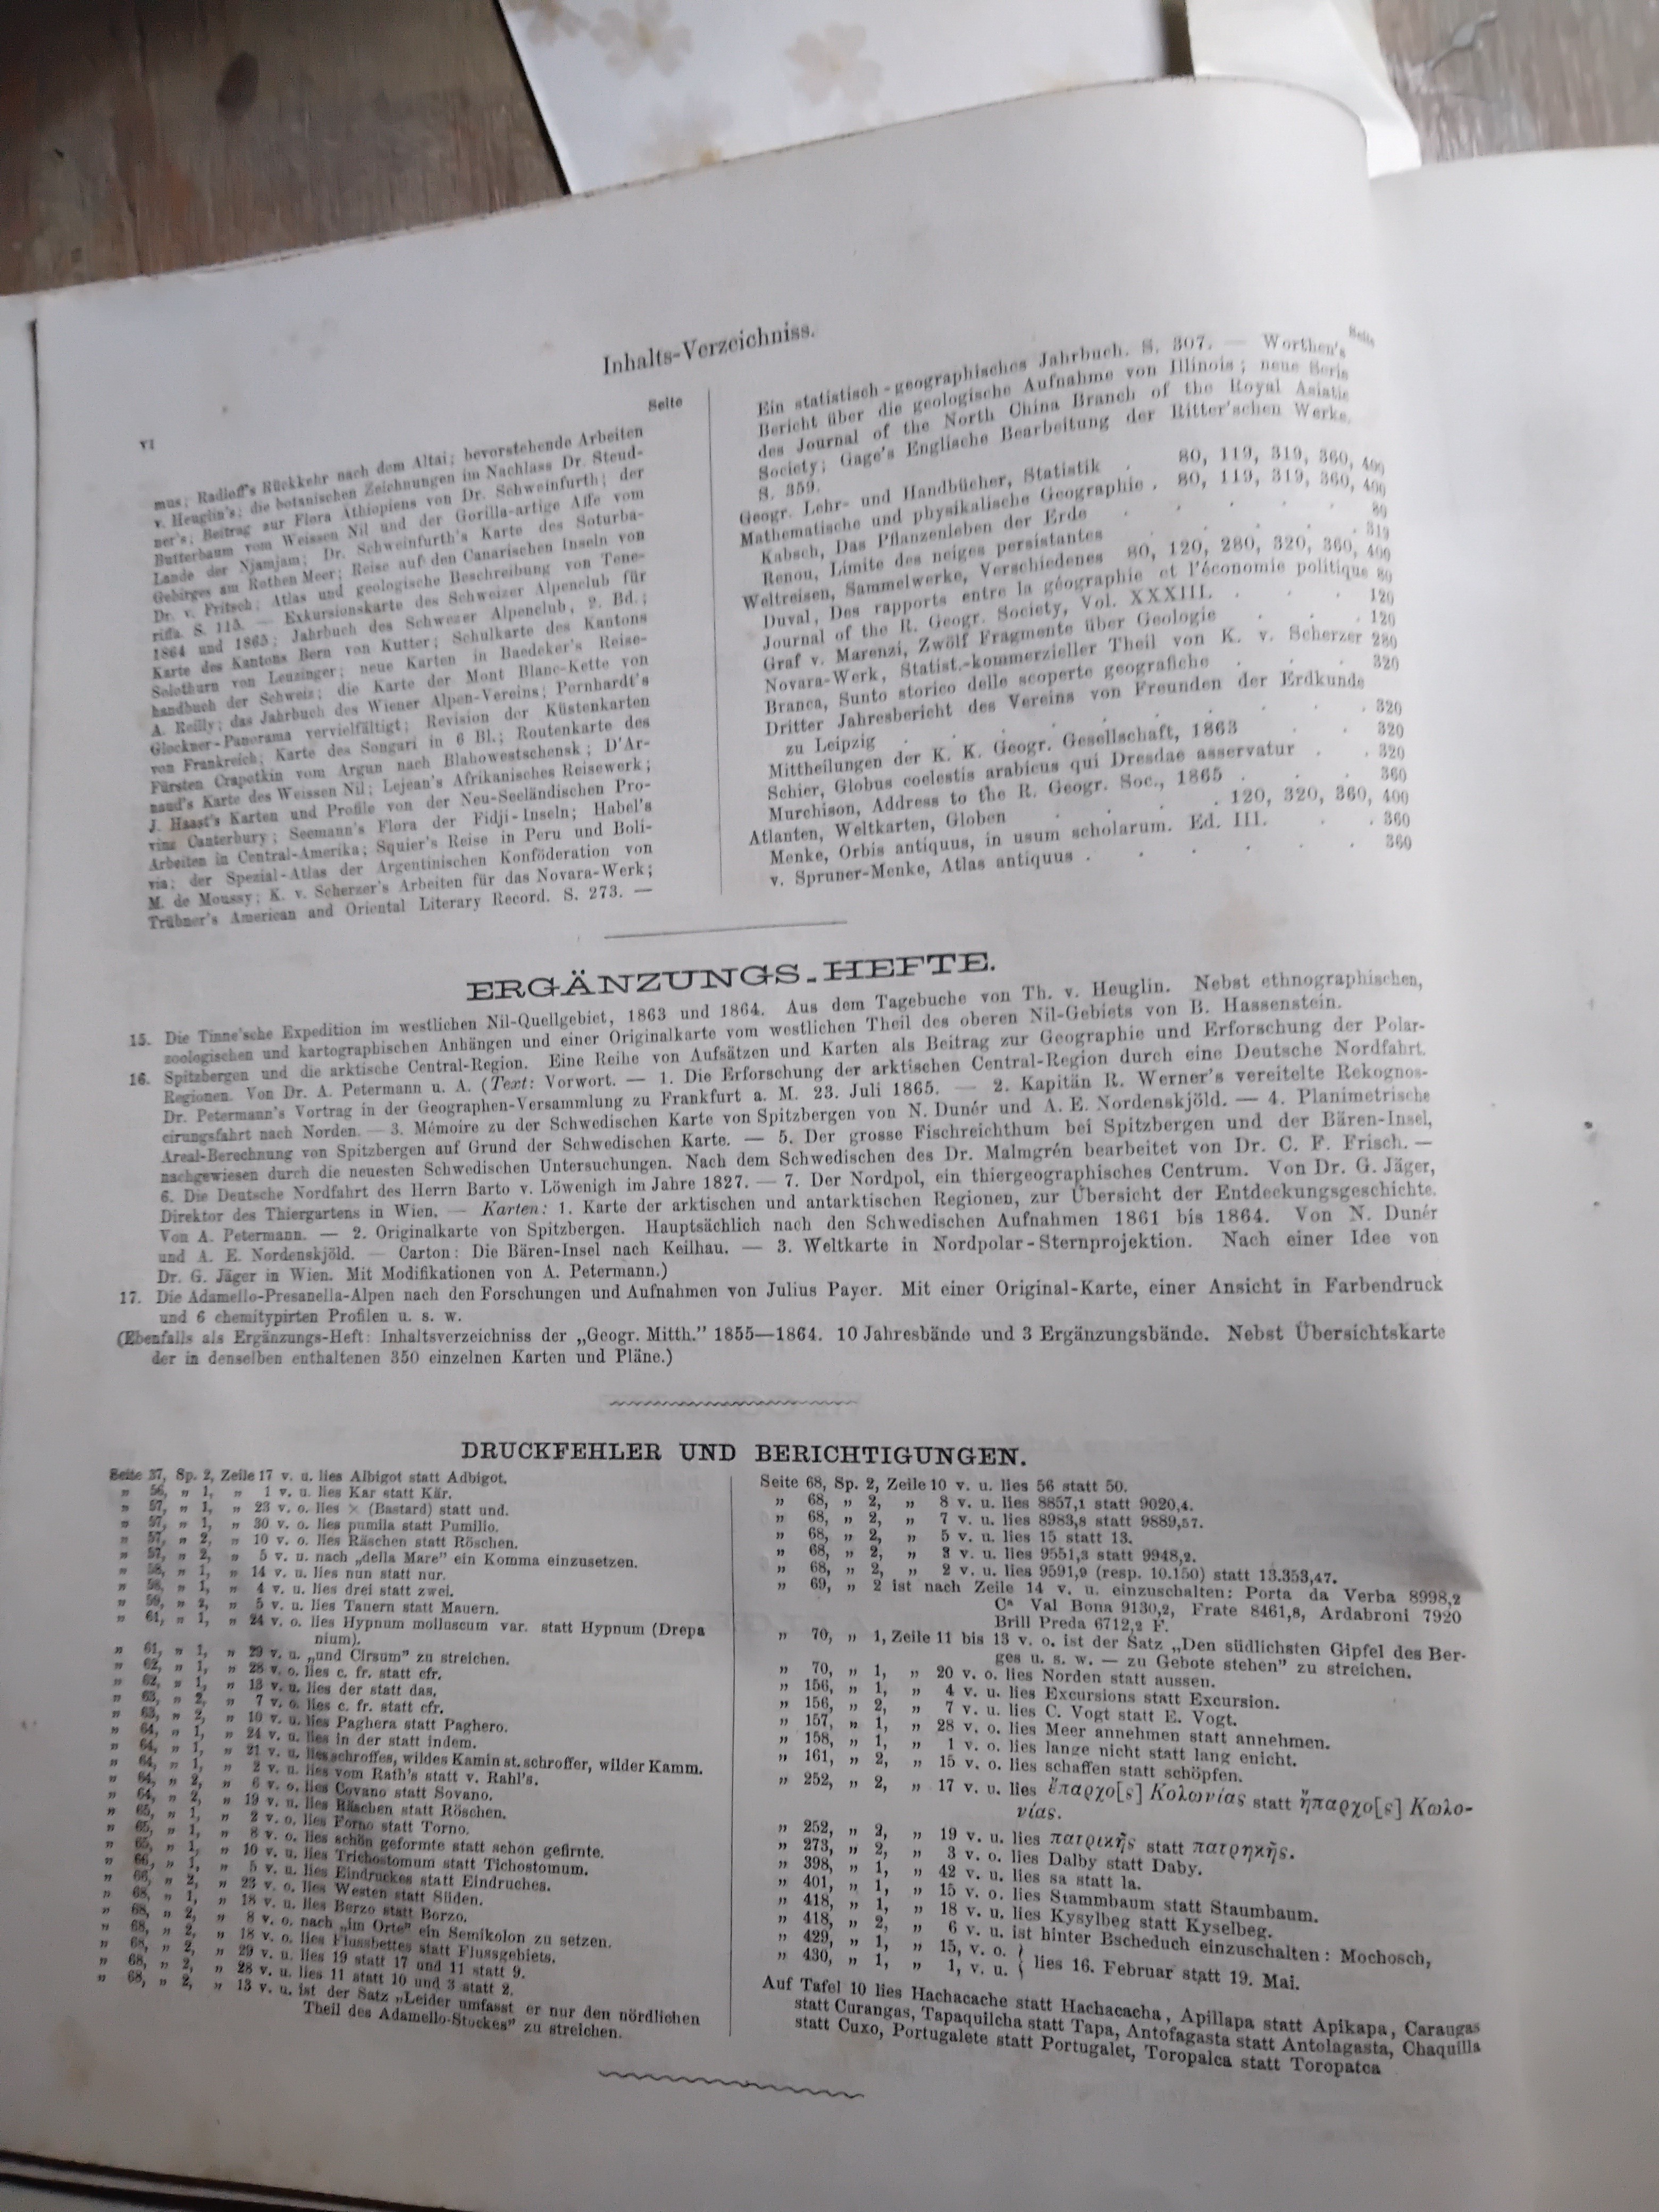 VI
Inhalts-Verzeichniss.
Seite
mus; Radloff's Rückkehr nach dem Altai; bevorstehende Arbeiten
v. Heuglin's; die botanischen Zeichnungen im Nachlass Dr. Steud-
ner's; Beitrag zur Flora Äthiopiens von Dr. Schweinfurth; der
Butterbaum vom Weissen Nil und der Gorilla-artige Affe vom
Lande der Njamjam; Dr. Schweinfurth's Karte des Soturba-
Gebirges am Rothen Meer; Reise auf den Canarischen Inseln von
Dr. v. Fritsch; Atlas und geologische Beschreibung von Tene-
riffa. S. 115. — Exkursionskarte des Schweizer Alpenclub für
1864 und 1865; Jahrbuch des Schwezer Alpenclub, 2. Bd.;
Karte des Kantons Bern von Kutter; Schulkarte des Kantons
Solothurn von Leuzinger; neue Karten in Baedeker's Reise-
handbuch der Schweiz; die Karte der Mont Blanc-Kette von
A. Reilly; das Jahrbuch des Wiener Alpen-Vereins; Pernhardt's
Glockner-Panorama vervielfältigt; Revision der Küstenkarten
von Frankreich; Karte des Songari in 6 Bl.; Routenkarte des
Fürsten Crapotkin vom Argun nach Blahowestschensk; D'Ar-
naud's Karte des Weissen Nil; Lejean's Afrikanisches Reisewerk;
J. Haast's Karten und Profile von der Neu-Seeländischen Pro-
vinz Canterbury; Seemann's Flora der Fidji-Inseln; Habel's
Arbeiten in Central-Amerika; Squier's Reise in Peru und Boli-
via; der Spezial-Atlas der Argentinischen Konföderation von
M. de Moussy; K. v. Scherzer's Arbeiten für das Novara-Werk;
Trübner's American and Oriental Literary Record. S. 273. —
Seite
Ein statistisch-geographisches Jahrbuch. S. 307. — Worthen's
Bericht über die geologische Aufnahme von Illinois; neue Serie
des Journal of the North China Branch of the Royal Asiatic
Society; Gage's Englische Bearbeitung der Ritter'schen Werke.
S. 359.
Geogr. Lehr- und Handbücher, Statistik . 80, 119, 319, 360, 400
Mathematische und physikalische Geographie . 80, 119, 319, 360, 400
Kabsch, Das Pflanzenleben der Erde . . . . 80
Renou, Limite des neiges persistantes . . . . 319
Weltreisen, Sammelwerke, Verschiedenes 80, 120, 280, 320, 360, 400
Duval, Des rapports entre la géographie et l'économie politique 80
Journal of the R. Geogr. Society, Vol. XXXIII. . . . 120
Graf v. Marenzi, Zwölf Fragmente über Geologie . . . 120
Novara-Werk, Statist.-kommerzieller Theil von K. v. Scherzer 280
Branca, Sunto storico delle scoperte geografiche . . . 320
Dritter Jahresbericht des Vereins von Freunden der Erdkunde
zu Leipzig . . . . . . . . 320
Mittheilungen der K. K. Geogr. Gesellschaft, 1863 . . 320
Schier, Globus coelestis arabicus qui Dresdae asservatur . . 320
Murchison, Address to the R. Geogr. Soc., 1865 . . . 360
Atlanten, Weltkarten, Globen . . . . 120, 320, 360, 400
Menke, Orbis antiquus, in usum scholarum. Ed. III. . . 360
v. Spruner-Menke, Atlas antiquus . . . . . 360
ERGÄNZUNGS-HEFTE.
15. Die Tinne'sche Expedition im westlichen Nil-Quellgebiet, 1863 und 1864. Aus dem Tagebuche von Th. v. Heuglin. Nebst ethnographischen,
zoologischen und kartographischen Anhängen und einer Originalkarte vom westlichen Theil des oberen Nil-Gebiets von B. Hassenstein.
16. Spitzbergen und die arktische Central-Region. Eine Reihe von Aufsätzen und Karten als Beitrag zur Geographie und Erforschung der Polar-
Regionen. Von Dr. A. Petermann u. A. (Text: Vorwort. — 1. Die Erforschung der arktischen Central-Region durch eine Deutsche Nordfahrt.
Dr. Petermann's Vortrag in der Geographen-Versammlung zu Frankfurt a. M. 23. Juli 1865. — 2. Kapitän R. Werner's vereitelte Rekognos-
cirungsfahrt nach Norden. — 3. Mémoire zu der Schwedischen Karte von Spitzbergen von N. Dunér und A. E. Nordenskjöld. — 4. Planimetrische
Areal-Berechnung von Spitzbergen auf Grund der Schwedischen Karte. — 5. Der grosse Fischreichthum bei Spitzbergen und der Bären-Insel,
nachgewiesen durch die neuesten Schwedischen Untersuchungen. Nach dem Schwedischen des Dr. Malmgrén bearbeitet von Dr. C. F. Frisch. —
6. Die Deutsche Nordfahrt des Herrn Barto v. Löwenigh im Jahre 1827. — 7. Der Nordpol, ein thiergeographisches Centrum. Von Dr. G. Jäger,
Direktor des Thiergartens in Wien. — Karten: 1. Karte der arktischen und antarktischen Regionen, zur Übersicht der Entdeckungsgeschichte.
Von A. Petermann. — 2. Originalkarte von Spitzbergen. Hauptsächlich nach den Schwedischen Aufnahmen 1861 bis 1864. Von N. Dunér
und A. E. Nordenskjöld. — Carton: Die Bären-Insel nach Keilhau. — 3. Weltkarte in Nordpolar-Sternprojektion. Nach einer Idee von
Dr. G. Jäger in Wien. Mit Modifikationen von A. Petermann.)
17. Die Adamello-Presanella-Alpen nach den Forschungen und Aufnahmen von Julius Payer. Mit einer Original-Karte, einer Ansicht in Farbendruck
und 6 chemitypirten Profilen u. s. w.
(Ebenfalls als Ergänzungs-Heft: Inhaltsverzeichniss der „Geogr. Mitth." 1855—1864. 10 Jahresbände und 3 Ergänzungsbände. Nebst Übersichtskarte
der in denselben enthaltenen 350 einzelnen Karten und Pläne.)
DRUCKFEHLER UND BERICHTIGUNGEN.
Seite 37, Sp. 2, Zeile 17 v. u. lies Albigot statt Adbigot.
„ 56, „ 1, „ 1 v. u. lies Kar statt Kär.
„ 57, „ 1, „ 23 v. o. lies × (Bastard) statt und.
„ 57, „ 1, „ 30 v. o. lies pumila statt Pumilio.
„ 57, „ 2, „ 10 v. o. lies Räschen statt Röschen.
„ 57, „ 2, „ 5 v. u. nach „della Mare" ein Komma einzusetzen.
„ 58, „ 1, „ 14 v. u. lies nun statt nur.
„ 58, „ 1, „ 4 v. u. lies drei statt zwei.
„ 59, „ 2, „ 5 v. u. lies Tauern statt Mauern.
„ 61, „ 1, „ 24 v. o. lies Hypnum molluscum var. statt Hypnum (Drepa
nium).
„ 61, „ 1, „ 29 v. u. „und Cirsum" zu streichen.
„ 62, „ 1, „ 28 v. o. lies c. fr. statt cfr.
„ 62, „ 1, „ 13 v. u. lies der statt das.
„ 63, „ 2, „ 7 v. o. lies c. fr. statt cfr.
„ 63, „ 2, „ 10 v. u. lies Paghera statt Paghero.
„ 64, „ 1, „ 24 v. u. lies in der statt indem.
„ 64, „ 1, „ 21 v. u. lies schroffes, wildes Kamin st. schroffer, wilder Kamm.
„ 64, „ 1, „ 2 v. u. lies vom Rath's statt v. Rahl's.
„ 64, „ 2, „ 6 v. o. lies Covano statt Sovano.
„ 64, „ 2, „ 19 v. u. lies Räschen statt Röschen.
„ 65, „ 1, „ 2 v. o. lies Forno statt Torno.
„ 65, „ 1, „ 8 v. o. lies schön geformte statt schon gefirnte.
„ 65, „ 1, „ 10 v. u. lies Trichostomum statt Tichostomum.
„ 66, „ 1, „ 5 v. u. lies Eindruckes statt Eindruches.
„ 66, „ 2, „ 23 v. o. lies Westen statt Süden.
„ 68, „ 1, „ 18 v. u. lies Berzo statt Borzo.
„ 68, „ 2, „ 8 v. o. nach „im Orte" ein Semikolon zu setzen.
„ 68, „ 2, „ 18 v. o. lies Flussbettes statt Flussgebiets.
„ 68, „ 2, „ 29 v. u. lies 19 statt 17 und 11 statt 9.
„ 68, „ 2, „ 28 v. u. lies 11 statt 10 und 3 statt 2.
„ 68, „ 2, „ 13 v. u. ist der Satz „Leider umfasst er nur den nördlichen
Theil des Adamello-Stockes" zu streichen.
Seite 68, Sp. 2, Zeile 10 v. u. lies 56 statt 50.
„ 68, „ 2, „ 8 v. u. lies 8857,1 statt 9020,4.
„ 68, „ 2, „ 7 v. u. lies 8983,8 statt 9889,57.
„ 68, „ 2, „ 5 v. u. lies 15 statt 13.
„ 68, „ 2, „ 3 v. u. lies 9551,3 statt 9948,2.
„ 68, „ 2, „ 2 v. u. lies 9591,9 (resp. 10.150) statt 13.353,47.
„ 69, „ 2 ist nach Zeile 14 v. u. einzuschalten: Porta da Verba 8998,2
Cª Val Bona 9130,2, Frate 8461,8, Ardabroni 7920
Brill Preda 6712,2 F.
„ 70, „ 1, Zeile 11 bis 13 v. o. ist der Satz „Den südlichsten Gipfel des Ber-
ges u. s. w. — zu Gebote stehen" zu streichen.
„ 70, „ 1, „ 20 v. o. lies Norden statt aussen.
„ 156, „ 1, „ 4 v. u. lies Excursions statt Excursion.
„ 156, „ 2, „ 7 v. u. lies C. Vogt statt E. Vogt.
„ 157, „ 1, „ 28 v. o. lies Meer annehmen statt annehmen.
„ 158, „ 1, „ 1 v. o. lies lange nicht statt lang enicht.
„ 161, „ 2, „ 15 v. o. lies schaffen statt schöpfen.
„ 252, „ 2, „ 17 v. u. lies ἔπαρχο[ς] Κολωνίας statt ἤπαρχο[ς] Κωλο-
νίας.
„ 252, „ 2, „ 19 v. u. lies πατρικῆς statt πατρηκῆς.
„ 273, „ 2, „ 3 v. o. lies Dalby statt Daby.
„ 398, „ 1, „ 42 v. u. lies sa statt la.
„ 401, „ 1, „ 15 v. o. lies Stammbaum statt Staumbaum.
„ 418, „ 1, „ 18 v. u. lies Kysylbeg statt Kyselbeg.
„ 418, „ 2, „ 6 v. u. ist hinter Bscheduch einzuschalten: Mochosch,
„ 429, „ 1, „ 15, v. o. } lies 16. Februar statt 19. Mai.
„ 430, „ 1, „ 1, v. u.
Auf Tafel 10 lies Hachacache statt Hachacacha, Apillapa statt Apikapa, Caraugas
statt Curangas, Tapaquilcha statt Tapa, Antofagasta statt Antolagasta, Chaquilla
statt Cuxo, Portugalete statt Portugalet, Toropalca statt Toropatca